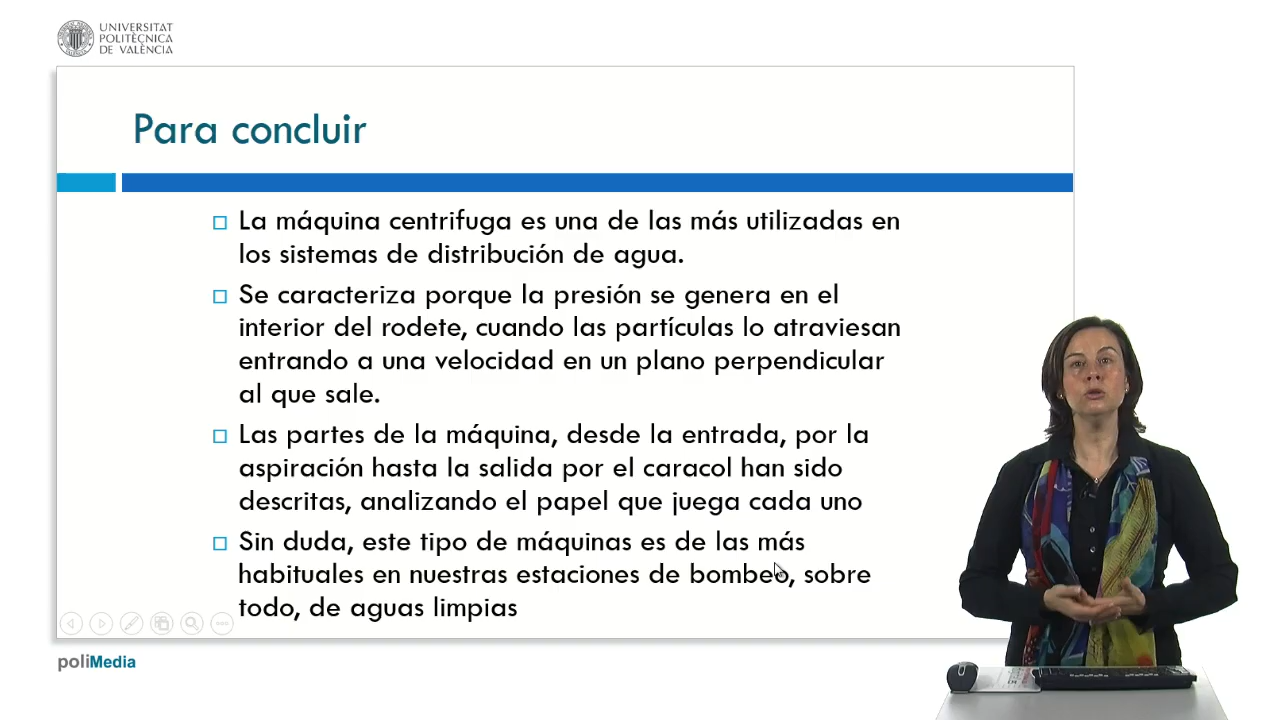 UNIVERSITAT
POLITÈCNICA
DE VALÈNCIA
Para concluir
La máquina centrifuga es una de las más utilizadas en
los sistemas de distribución de agua.
Se caracteriza porque la presión se genera en el
interior del rodete, cuando las partículas lo atraviesan
entrando a una velocidad en un plano perpendicular
al que sale.
Las partes de la máquina, desde la entrada, por la
aspiración hasta la salida por el caracol han sido
descritas, analizando el papel que juega cada uno
Sin duda, este tipo de máquinas es de las más
habituales en nuestras estaciones de bombeo, sobre
todo, de aguas limpias
poliMedia